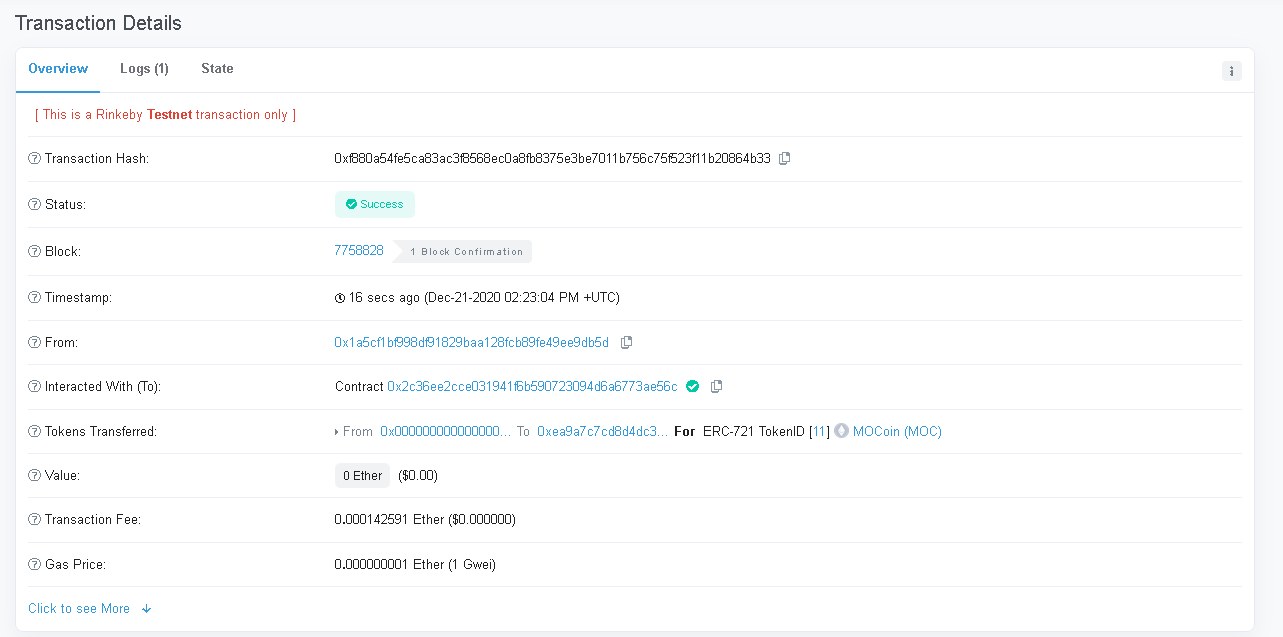 Transaction Details
Overview Logs (1) State
[ This is a Rinkeby Testnet transaction only ]
Transaction Hash: 0xf880a54fe5ca83ac3f8568ec0a8fb8375e3be7011b756c75f523f11b20864b33
Status: Success
Block: 7758828 1 Block Confirmation
Timestamp: 16 secs ago (Dec-21-2020 02:23:04 PM +UTC)
From: 0x1a5cf1bf998df91829baa128fcb89fe49ee9db5d
Interacted With (To): Contract 0x2c36ee2cce031941f6b590723094d6a6773ae56c
Tokens Transferred: From 0x000000000000000... To 0xea9a7c7cd8d4dc3... For ERC-721 TokenID [11] MOCoin (MOC)
Value: 0 Ether ($0.00)
Transaction Fee: 0.000142591 Ether ($0.000000)
Gas Price: 0.000000001 Ether (1 Gwei)
Click to see More